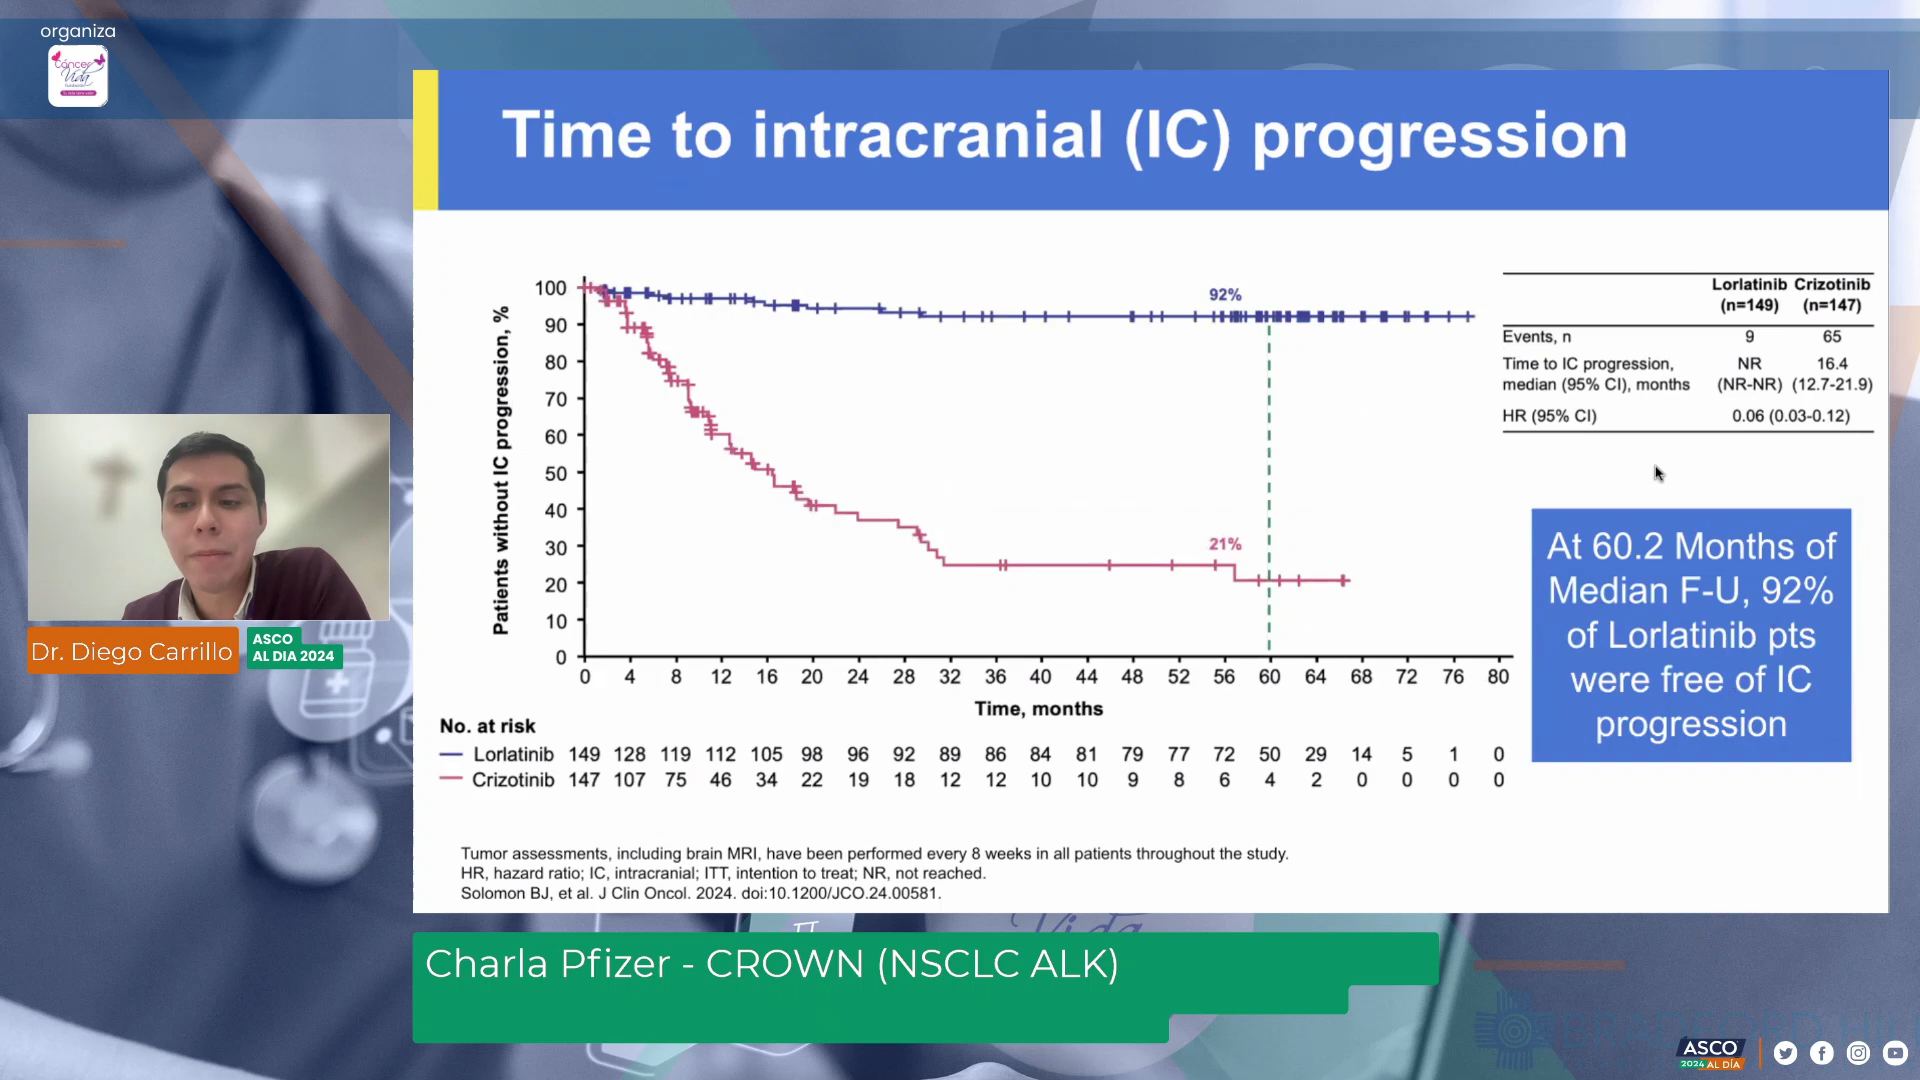 organiza
Cáncer
Vida
Time to intracranial (IC) progression
Patients without IC progression, %
100
90
80
70
60
50
40
30
20
10
0
92%
21%
0 4 8 12 16 20 24 28 32 36 40 44 48 52 56 60 64 68 72 76 80
Time, months
Lorlatinib Crizotinib
(n=149) (n=147)
Events, n 9 65
Time to IC progression, NR 16.4
median (95% CI), months (NR-NR) (12.7-21.9)
HR (95% CI) 0.06 (0.03-0.12)
At 60.2 Months of
Median F-U, 92%
of Lorlatinib pts
were free of IC
progression
No. at risk
Lorlatinib 149 128 119 112 105 98 96 92 89 86 84 81 79 77 72 50 29 14 5 1 0
Crizotinib 147 107 75 46 34 22 19 18 12 12 10 10 9 8 6 4 2 0 0 0 0
Tumor assessments, including brain MRI, have been performed every 8 weeks in all patients throughout the study.
HR, hazard ratio; IC, intracranial; ITT, intention to treat; NR, not reached.
Solomon BJ, et al. J Clin Oncol. 2024. doi:10.1200/JCO.24.00581.
Dr. Diego Carrillo
ASCO
AL DIA 2024
Charla Pfizer - CROWN (NSCLC ALK)
Vida
BRADFORD HILL
ASCO
2024 AL DÍA